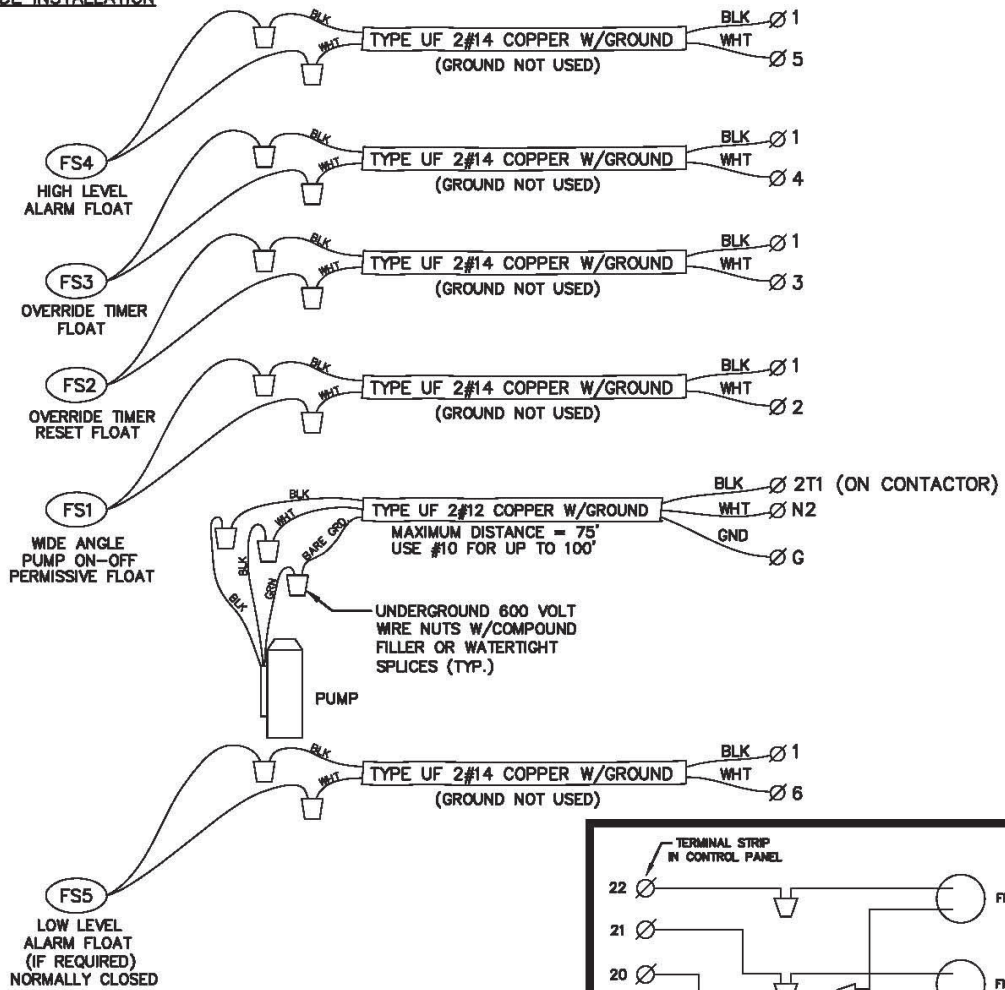 INSTALLATION
BLK
WHT
TYPE UF 2#14 COPPER W/GROUND
(GROUND NOT USED)
BLK 1
WHT
5
FS4
HIGH LEVEL
ALARM FLOAT
BLK
WHT
TYPE UF 2#14 COPPER W/GROUND
(GROUND NOT USED)
BLK 1
WHT
4
FS3
OVERRIDE TIMER
FLOAT
BLK
WHT
TYPE UF 2#14 COPPER W/GROUND
(GROUND NOT USED)
BLK 1
WHT
3
FS2
OVERRIDE TIMER
RESET FLOAT
BLK
WHT
TYPE UF 2#14 COPPER W/GROUND
(GROUND NOT USED)
BLK 1
WHT
2
FS1
WIDE ANGLE
PUMP ON-OFF
PERMISSIVE FLOAT
BLK
WHT
BARE GRD
BLK
BLK
GRN
TYPE UF 2#12 COPPER W/GROUND
MAXIMUM DISTANCE = 75'
USE #10 FOR UP TO 100'
BLK 2T1 (ON CONTACTOR)
WHT N2
GND
G
UNDERGROUND 600 VOLT
WIRE NUTS W/COMPOUND
FILLER OR WATERTIGHT
SPLICES (TYP.)
PUMP
BLK
WHT
TYPE UF 2#14 COPPER W/GROUND
(GROUND NOT USED)
BLK 1
WHT
6
FS5
LOW LEVEL
ALARM FLOAT
(IF REQUIRED)
NORMALLY CLOSED
TERMINAL STRIP
IN CONTROL PANEL
22
21
20